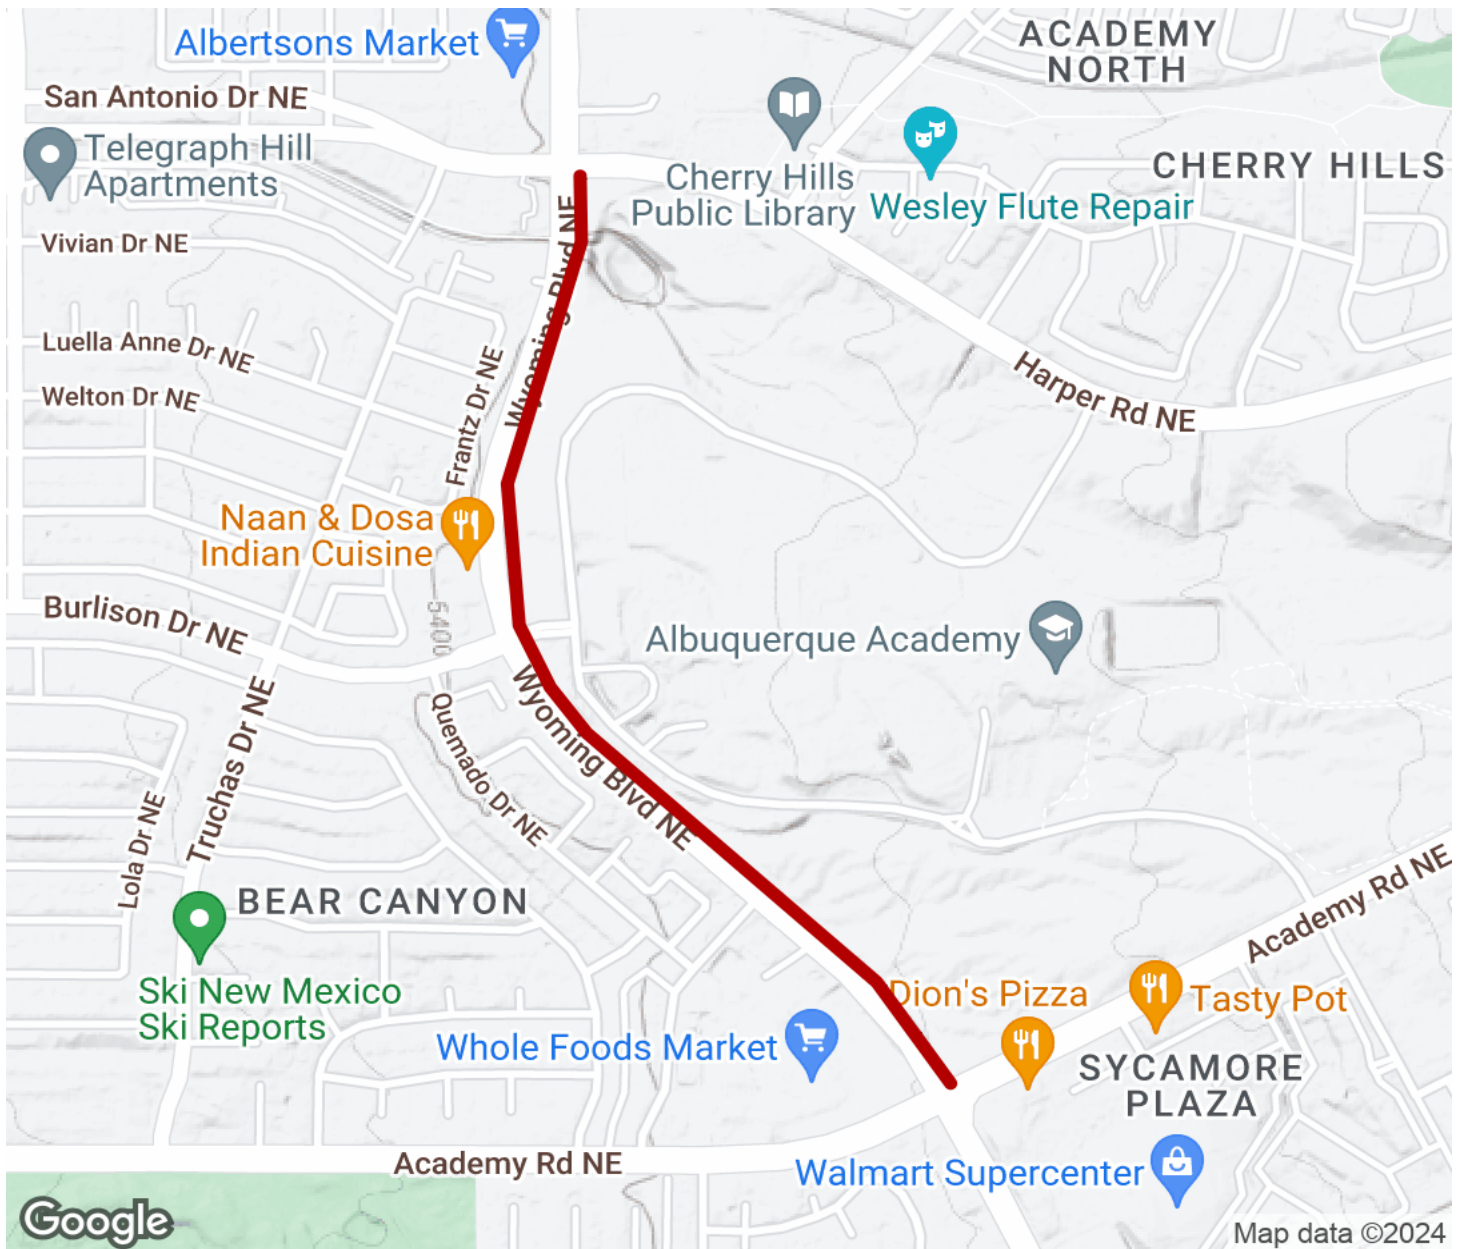 Albertsons Market
ACADEMY
NORTH
San Antonio Dr NE
Telegraph Hill
Apartments
Cherry Hills
Public Library
Wesley Flute Repair
CHERRY HILLS
Vivian Dr NE
Wyoming Blvd NE
Luella Anne Dr NE
Welton Dr NE
Frantz Dr NE
Harper Rd NE
Naan & Dosa
Indian Cuisine
5400
Burlison Dr NE
Albuquerque Academy
Wyoming Blvd NE
Quemado Dr NE
Truchas Dr NE
Lola Dr NE
BEAR CANYON
Academy Rd NE
Ski New Mexico
Ski Reports
Dion's Pizza
Tasty Pot
Whole Foods Market
SYCAMORE
PLAZA
Academy Rd NE
Walmart Supercenter
Google
Map data ©2024